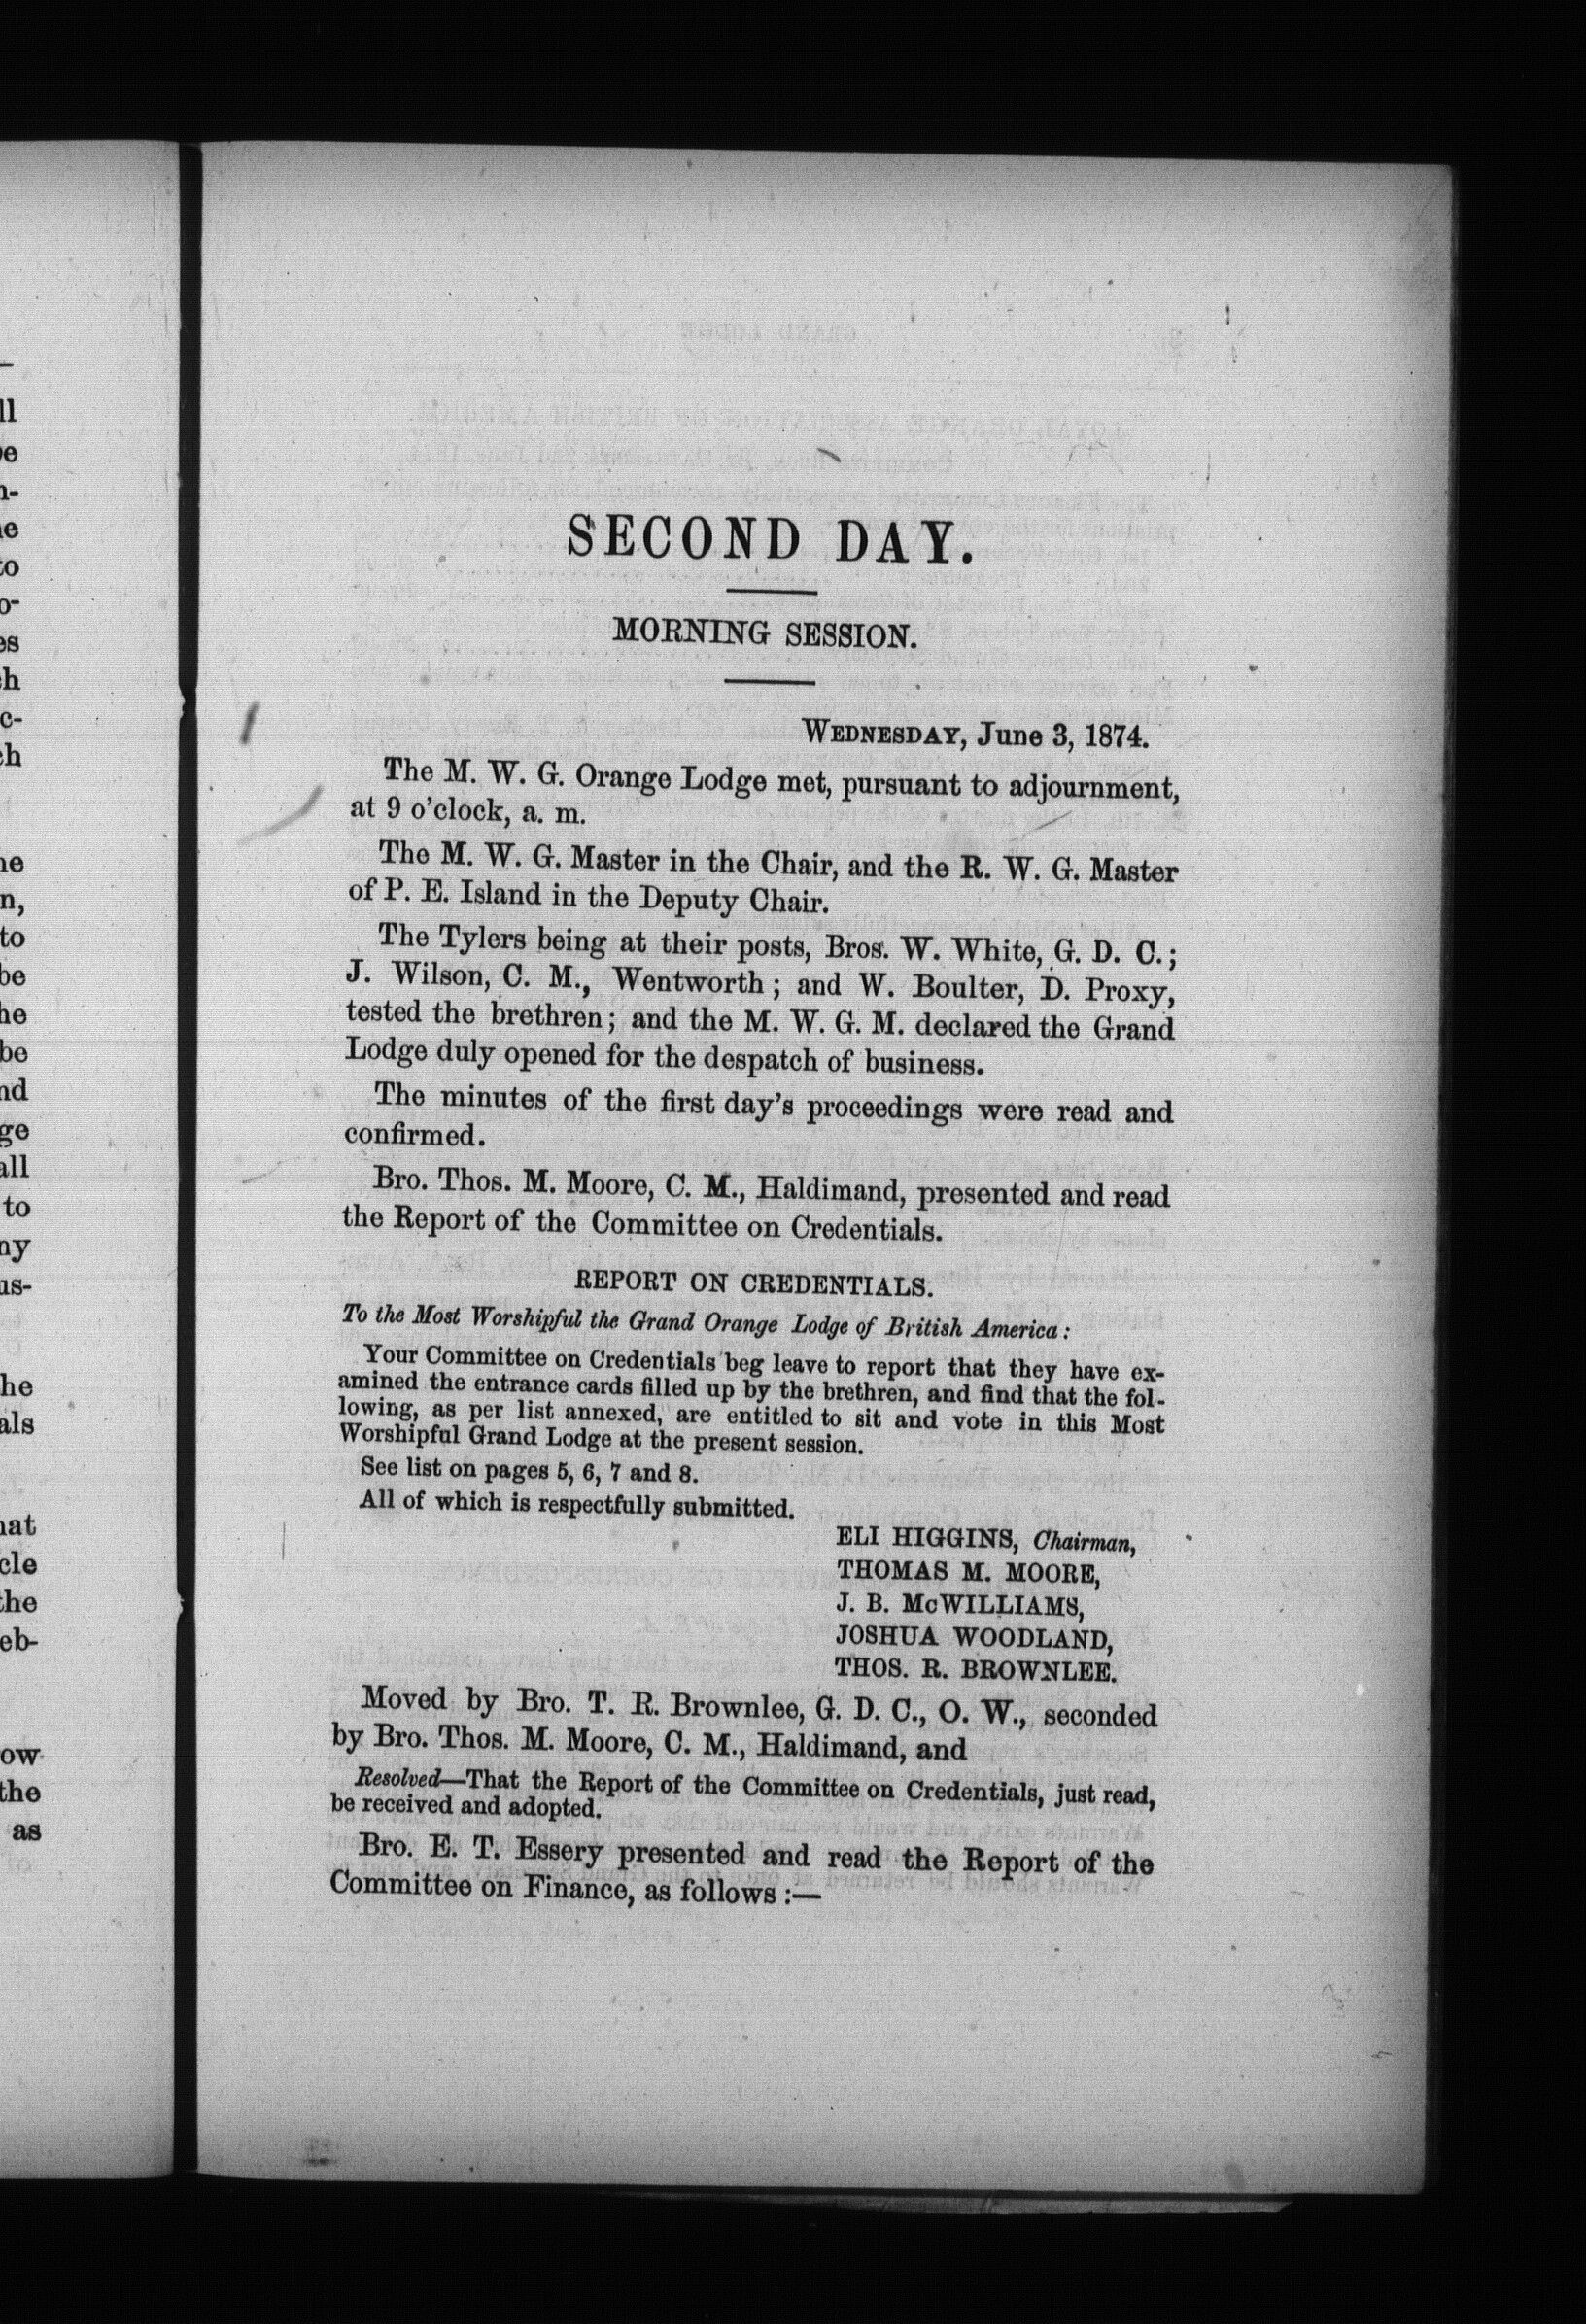 SECOND DAY.
MORNING SESSION.
WEDNESDAY, June 3, 1874.
The M. W. G. Orange Lodge met, pursuant to adjournment,
at 9 o'clock, a. m.
The M. W. G. Master in the Chair, and the R. W. G. Master
of P. E. Island in the Deputy Chair.
The Tylers being at their posts, Bros. W. White, G. D. C.;
J. Wilson, C. M., Wentworth; and W. Boulter, D. Proxy,
tested the brethren; and the M. W. G. M. declared the Grand
Lodge duly opened for the despatch of business.
The minutes of the first day's proceedings were read and
confirmed.
Bro. Thos. M. Moore, C. M., Haldimand, presented and read
the Report of the Committee on Credentials.
REPORT ON CREDENTIALS.
To the Most Worshipful the Grand Orange Lodge of British America:
Your Committee on Credentials beg leave to report that they have ex-
amined the entrance cards filled up by the brethren, and find that the fol-
lowing, as per list annexed, are entitled to sit and vote in this Most
Worshipful Grand Lodge at the present session.
See list on pages 5, 6, 7 and 8.
All of which is respectfully submitted.
ELI HIGGINS, Chairman,
THOMAS M. MOORE,
J. B. McWILLIAMS,
JOSHUA WOODLAND,
THOS. R. BROWNLEE.
Moved by Bro. T. R. Brownlee, G. D. C., O. W., seconded
by Bro. Thos. M. Moore, C. M., Haldimand, and
Resolved—That the Report of the Committee on Credentials, just read,
be received and adopted.
Bro. E. T. Essery presented and read the Report of the
Committee on Finance, as follows:—